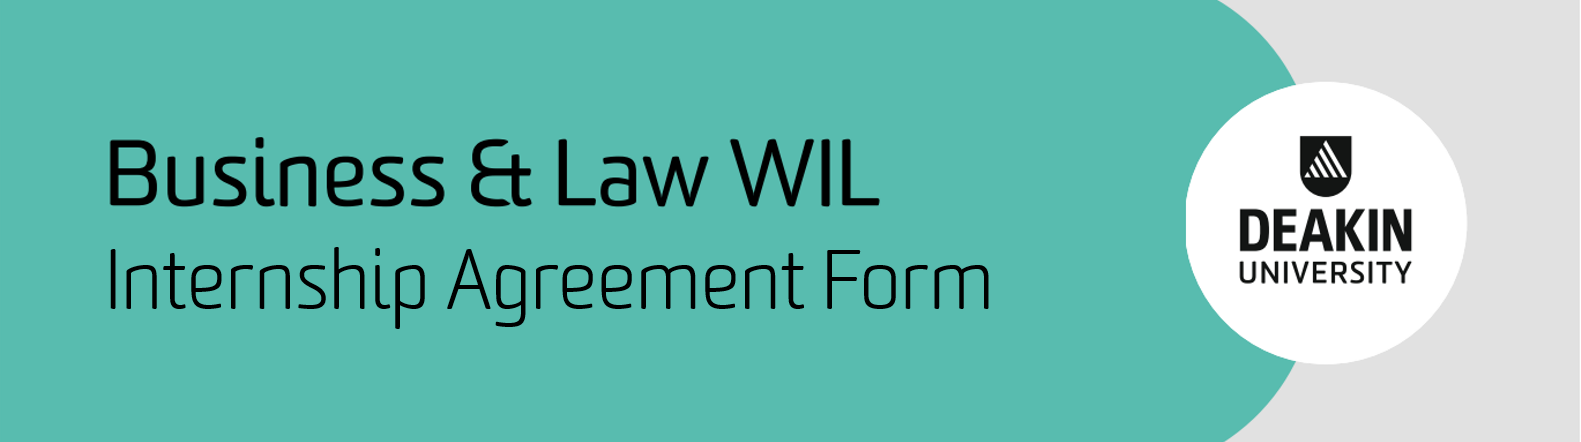 Business & Law WIL
Internship Agreement Form
DEAKIN
UNIVERSITY